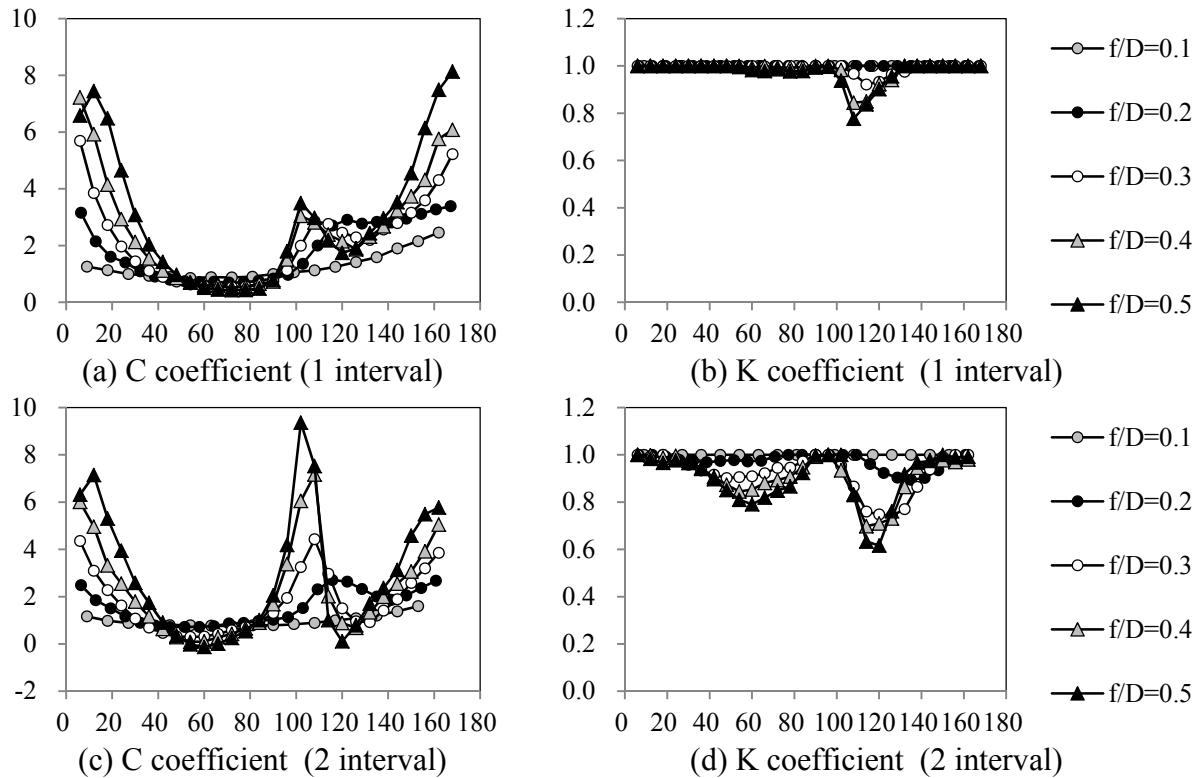 10
8
6
4
2
0
0 20 40 60 80 100 120 140 160 180
(a) C coefficient (1 interval)
1.2
1.0
0.8
0.6
0.4
0.2
0.0
0 20 40 60 80 100 120 140 160 180
(b) K coefficient (1 interval)
f/D=0.1
f/D=0.2
f/D=0.3
f/D=0.4
f/D=0.5
10
8
6
4
2
0
-2
0 20 40 60 80 100 120 140 160 180
(c) C coefficient (2 interval)
1.2
1.0
0.8
0.6
0.4
0.2
0.0
0 20 40 60 80 100 120 140 160 180
(d) K coefficient (2 interval)
f/D=0.1
f/D=0.2
f/D=0.3
f/D=0.4
f/D=0.5